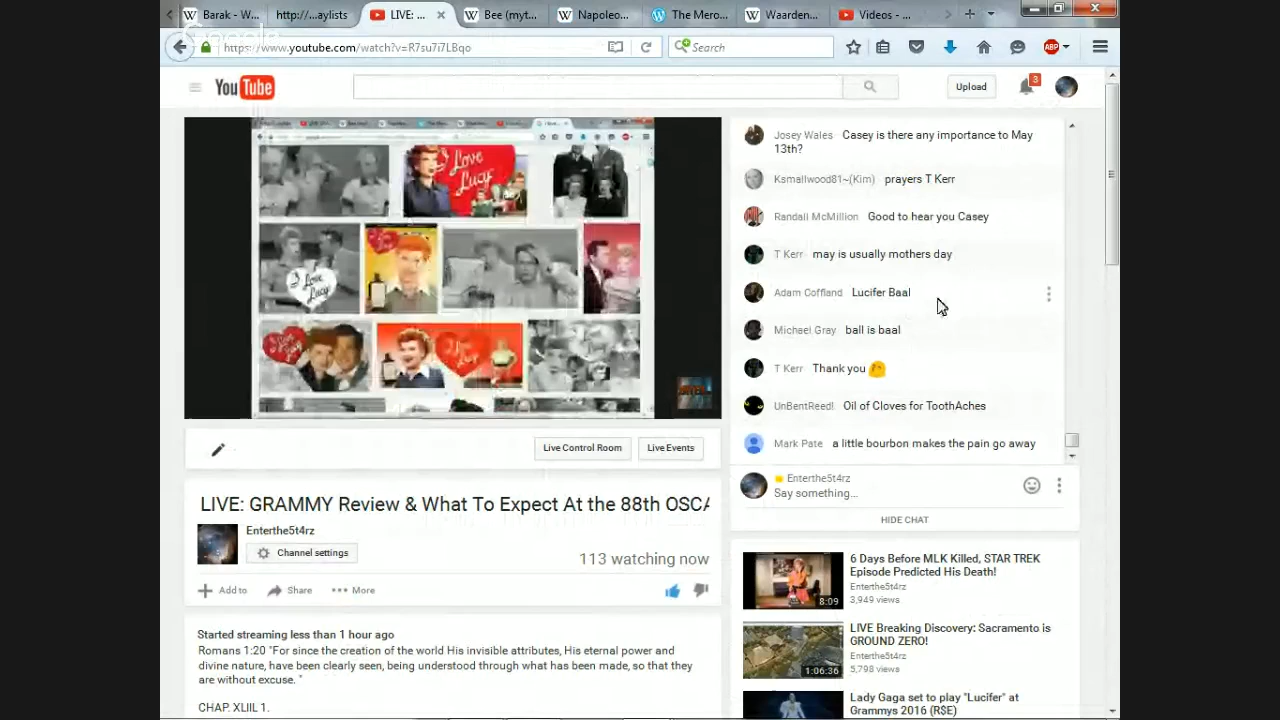 Barak - W...
http://...aylists
LIVE: ...
Bee (myt...
Napoleo...
The Mero...
Waarden...
Videos - ...
Google
https://www.youtube.com/watch?v=R7su7i7LBqo
Search
ABP
YouTube
Upload
3
I Love Lucy
Josey Wales Casey is there any importance to May
13th?
Ksmallwood81~(Kim) prayers T Kerr
Randall McMillion Good to hear you Casey
T Kerr may is usually mothers day
Adam Coffland Lucifer Baal
Michael Gray ball is baal
T Kerr Thank you
UnBentReed! Oil of Cloves for ToothAches
Mark Pate a little bourbon makes the pain go away
Enterthe5t4rz
Say something...
HIDE CHAT
Live Control Room
Live Events
LIVE: GRAMMY Review & What To Expect At the 88th OSCA
Enterthe5t4rz
Channel settings
113 watching now
Add to
Share
More
Started streaming less than 1 hour ago
Romans 1:20 "For since the creation of the world His invisible attributes, His eternal power and
divine nature, have been clearly seen, being understood through what has been made, so that they
are without excuse. "
CHAP. XLIIL 1.
6 Days Before MLK Killed, STAR TREK
Episode Predicted His Death!
Enterthe5t4rz
3,949 views
8:09
LIVE Breaking Discovery: Sacramento is
GROUND ZERO!
Enterthe5t4rz
5,798 views
1:06:36
Lady Gaga set to play "Lucifer" at
Grammys 2016 (R$E)